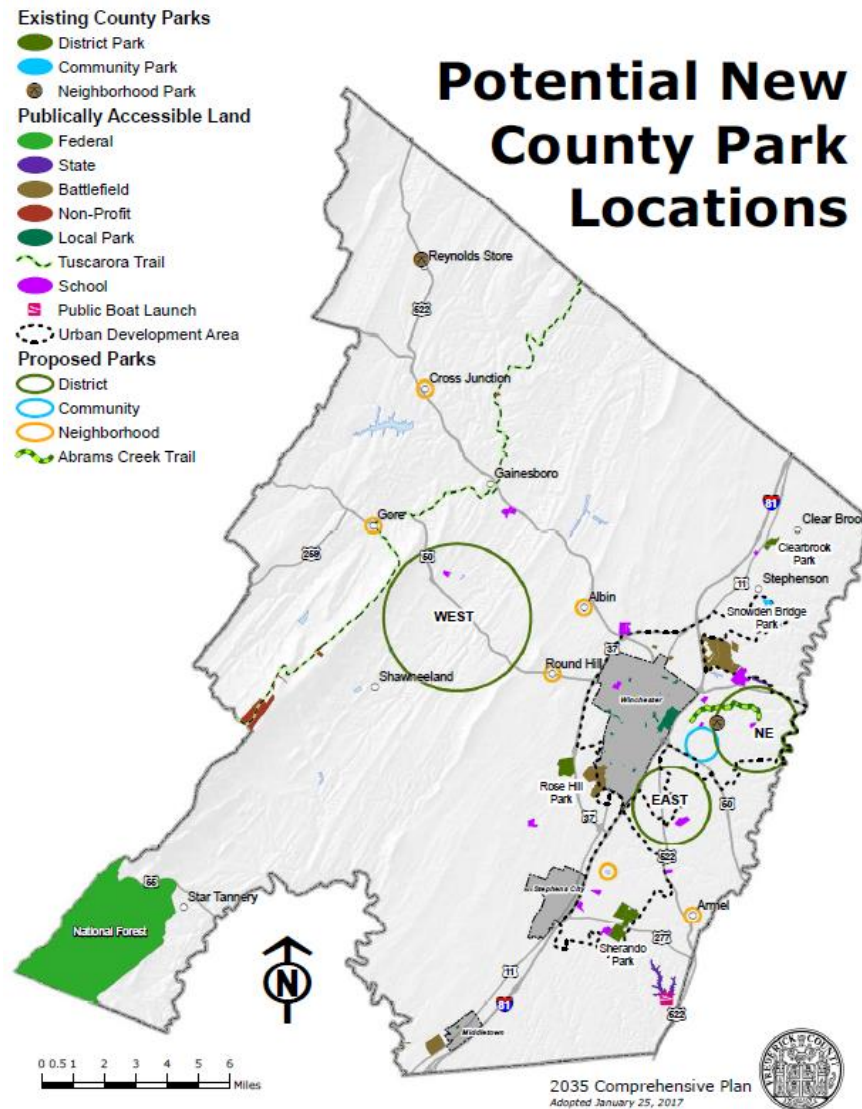 Existing County Parks
District Park
Community Park
Neighborhood Park
Publically Accessible Land
Federal
State
Battlefield
Non-Profit
Local Park
Tuscarora Trail
School
Public Boat Launch
Urban Development Area
Proposed Parks
District
Community
Neighborhood
Abrams Creek Trail
Potential New
County Park
Locations
Reynolds Store
522
Cross Junction
Gainesboro
81
Clear Broo
Clearbrook
Park
Gore
259
50
11
Stephenson
Snowden Bridge
Park
WEST
Albin
37
Round Hill
Shawneeland
Winchester
NE
Rose Hill
Park
EAST
50
37
522
55
Star Tannery
National Forest
Stephens City
Armel
277
Sherando
Park
N
11
81
522
Middletown
0 0.5 1 2 3 4 5 6
Miles
2035 Comprehensive Plan
Adopted January 25, 2017
FREDERICK COUNTY